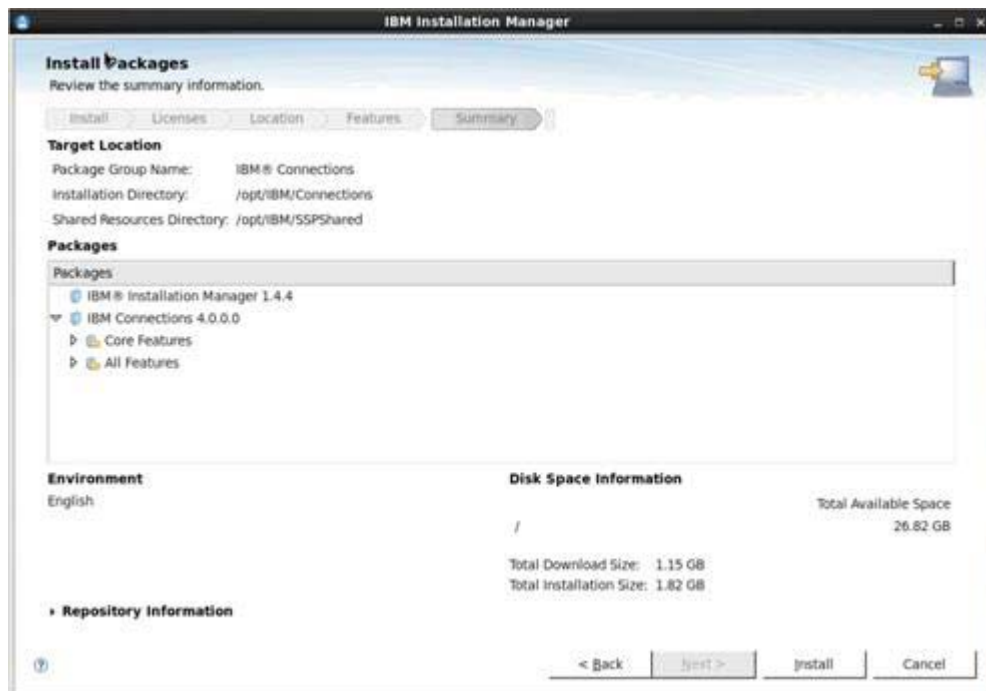 IBM Installation Manager
Install Packages
Review the summary information.
Install Licenses Location Features Summary
Target Location
Package Group Name: IBM® Connections
Installation Directory: /opt/IBM/Connections
Shared Resources Directory: /opt/IBM/SSPShared
Packages
Packages
IBM® Installation Manager 1.4.4
IBM Connections 4.0.0.0
Core Features
All Features
Environment
Disk Space Information
English
Total Available Space
/ 26.82 GB
Total Download Size: 1.15 GB
Total Installation Size: 1.82 GB
Repository Information
< Back Next > Install Cancel